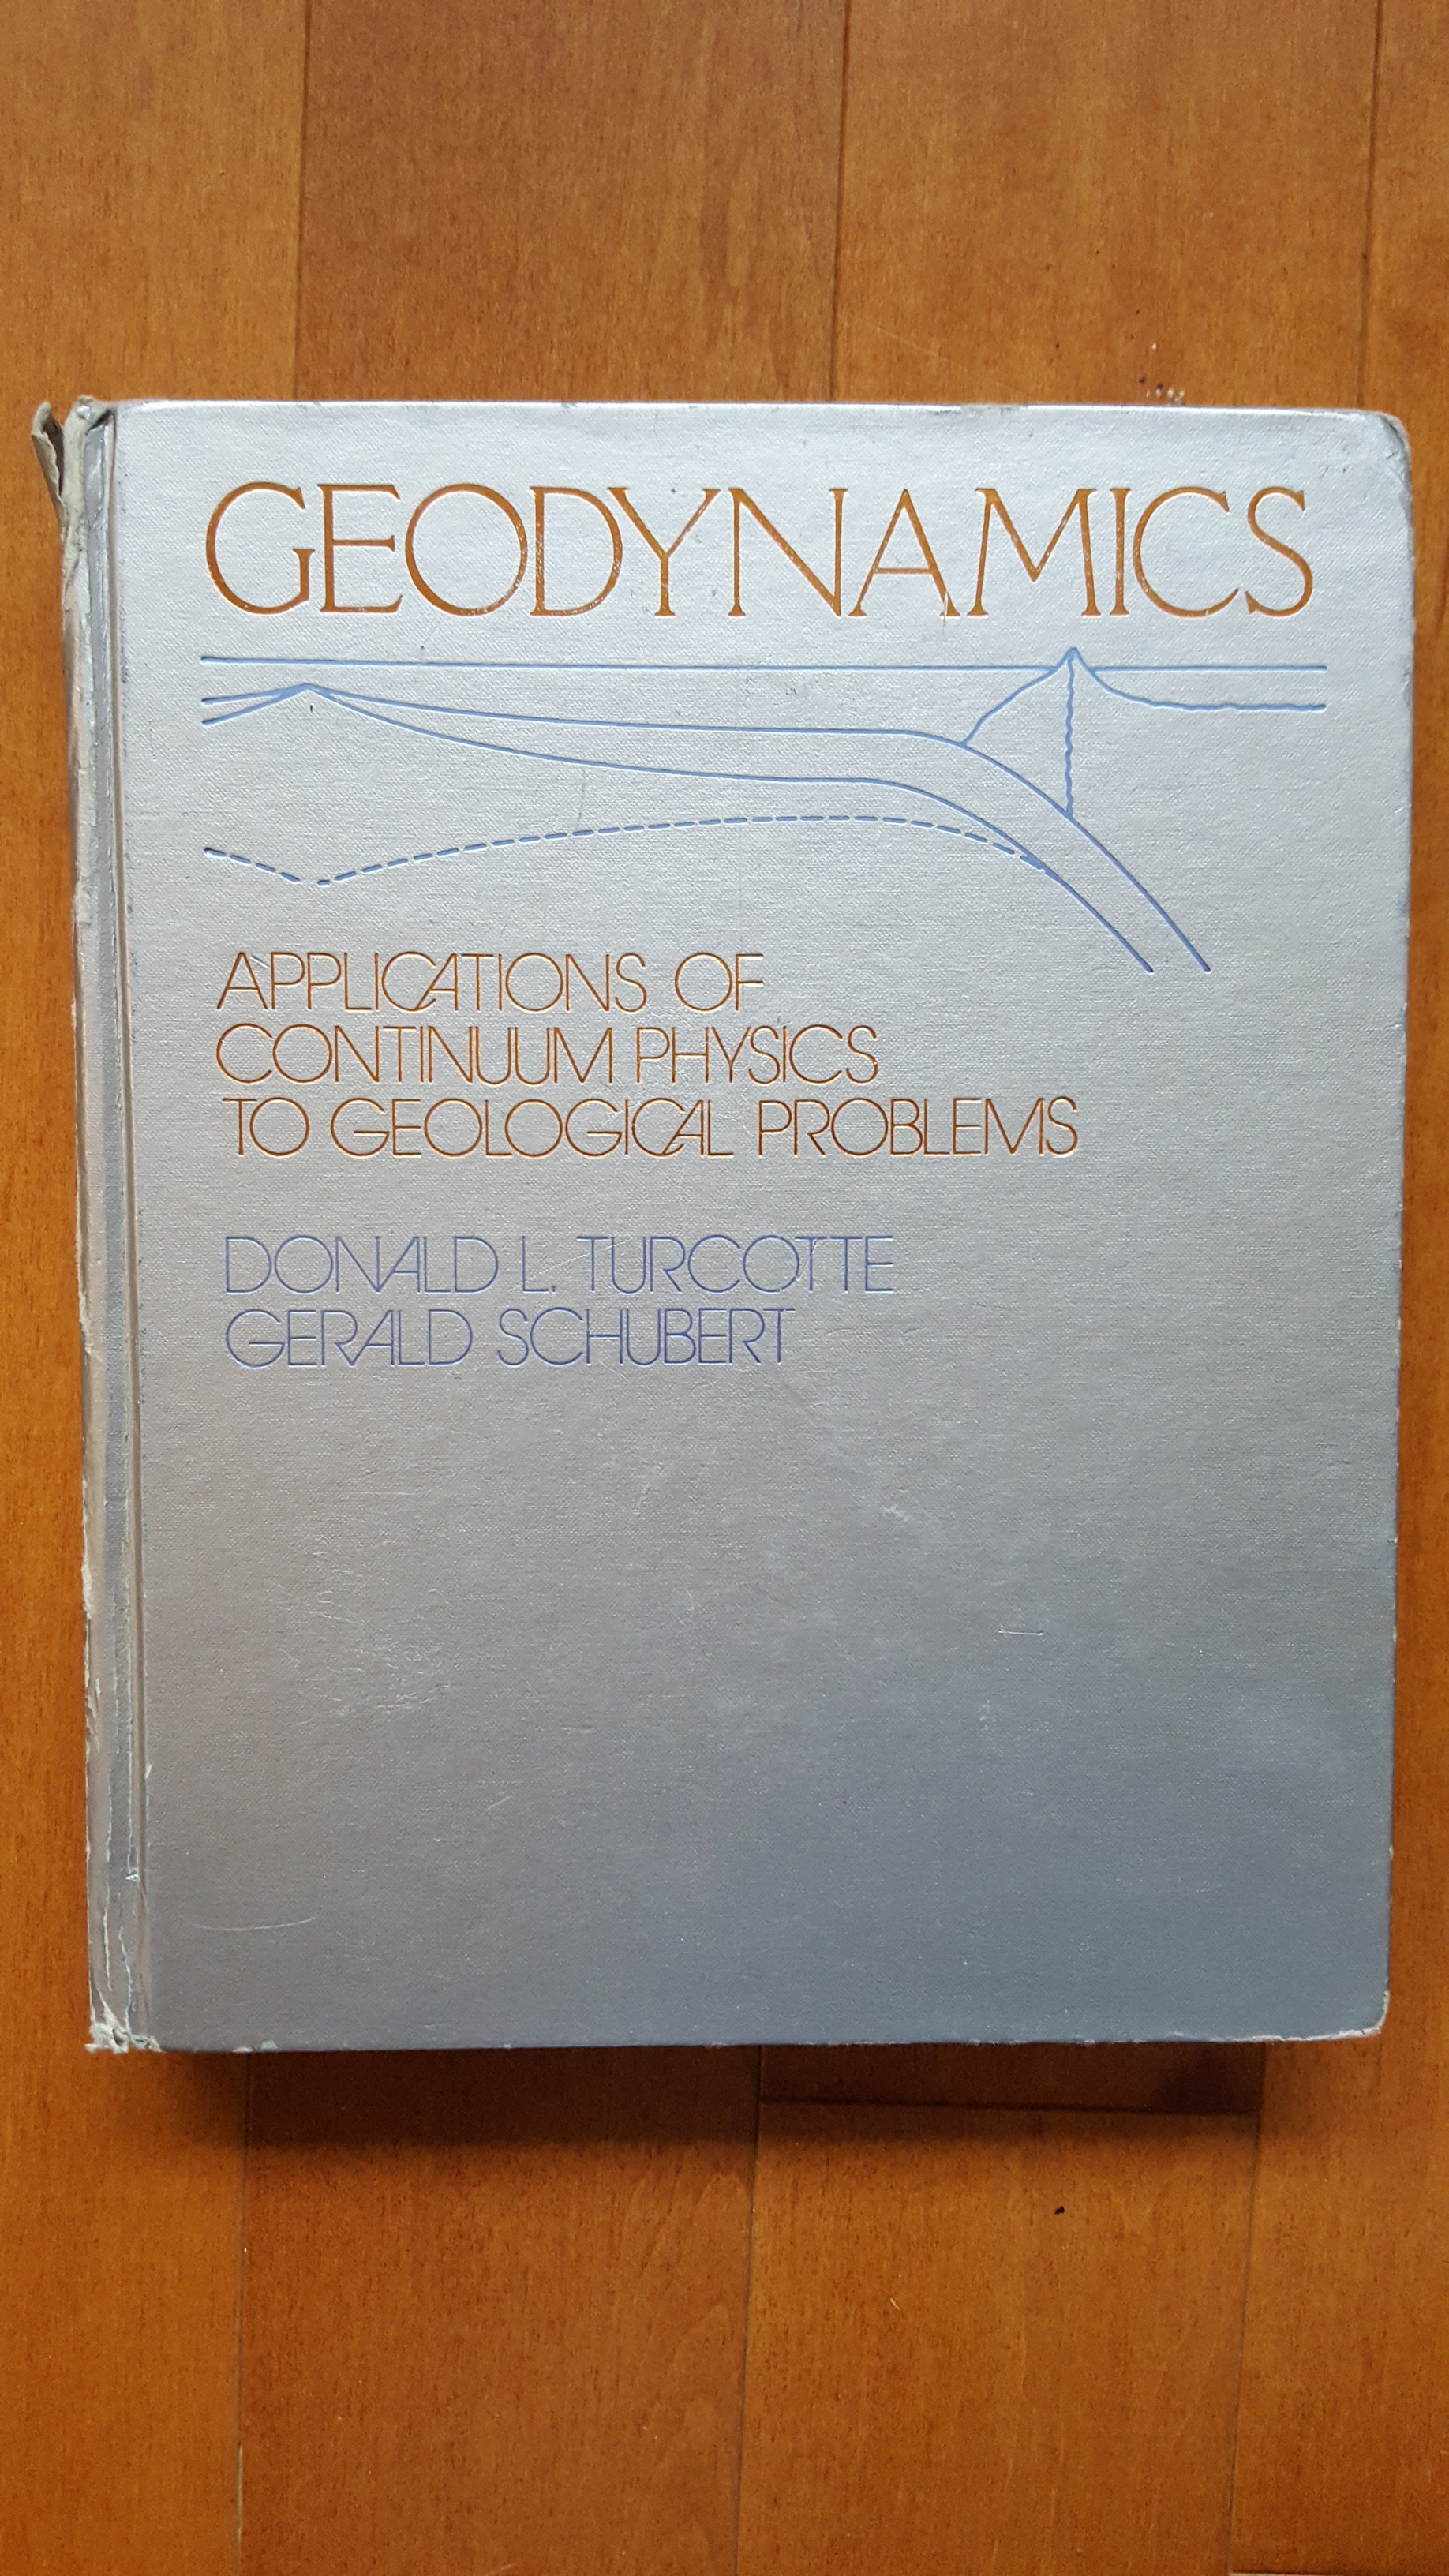 GEODYNAMICS
APPLICATIONS OF
CONTINUUM PHYSICS
TO GEOLOGICAL PROBLEMS
DONALD L. TURCOTTE
GERALD SCHUBERT